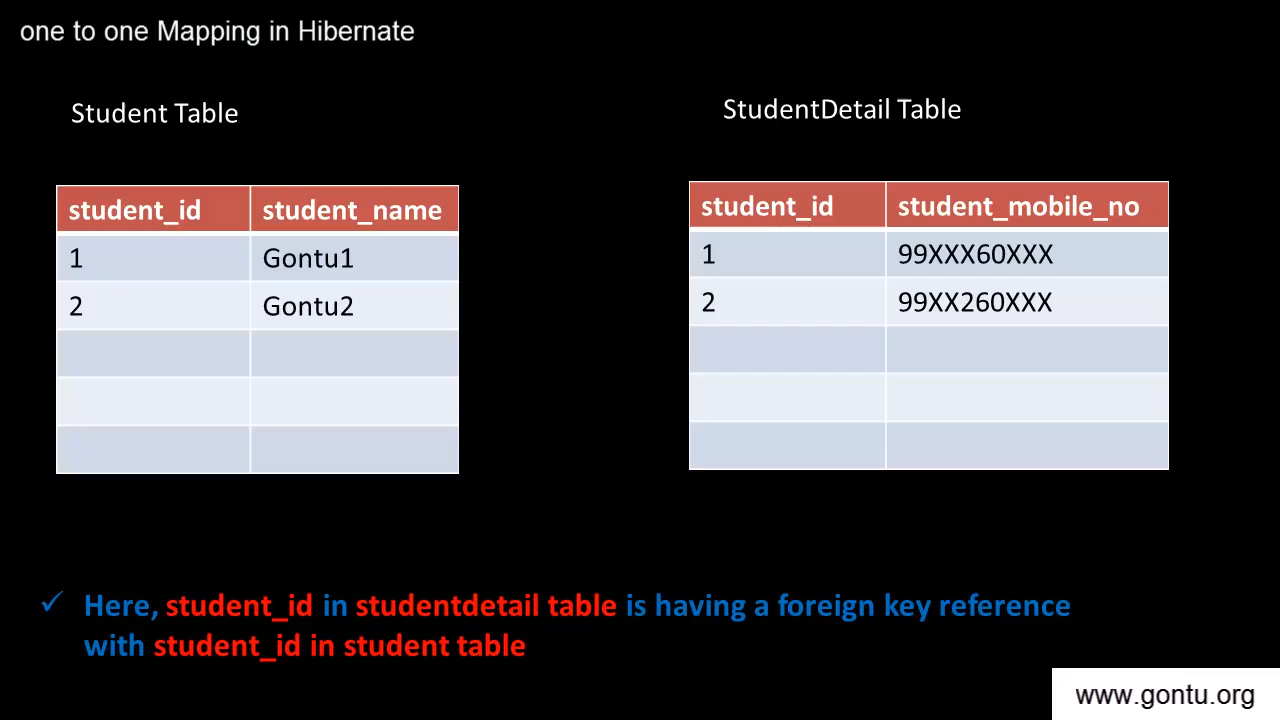 one to one Mapping in Hibernate
Student Table
StudentDetail Table
student_id student_name
1 Gontu1
2 Gontu2
student_id student_mobile_no
1 99XXX60XXX
2 99XX260XXX
✓ Here, student_id in studentdetail table is having a foreign key reference
with student_id in student table
www.gontu.org